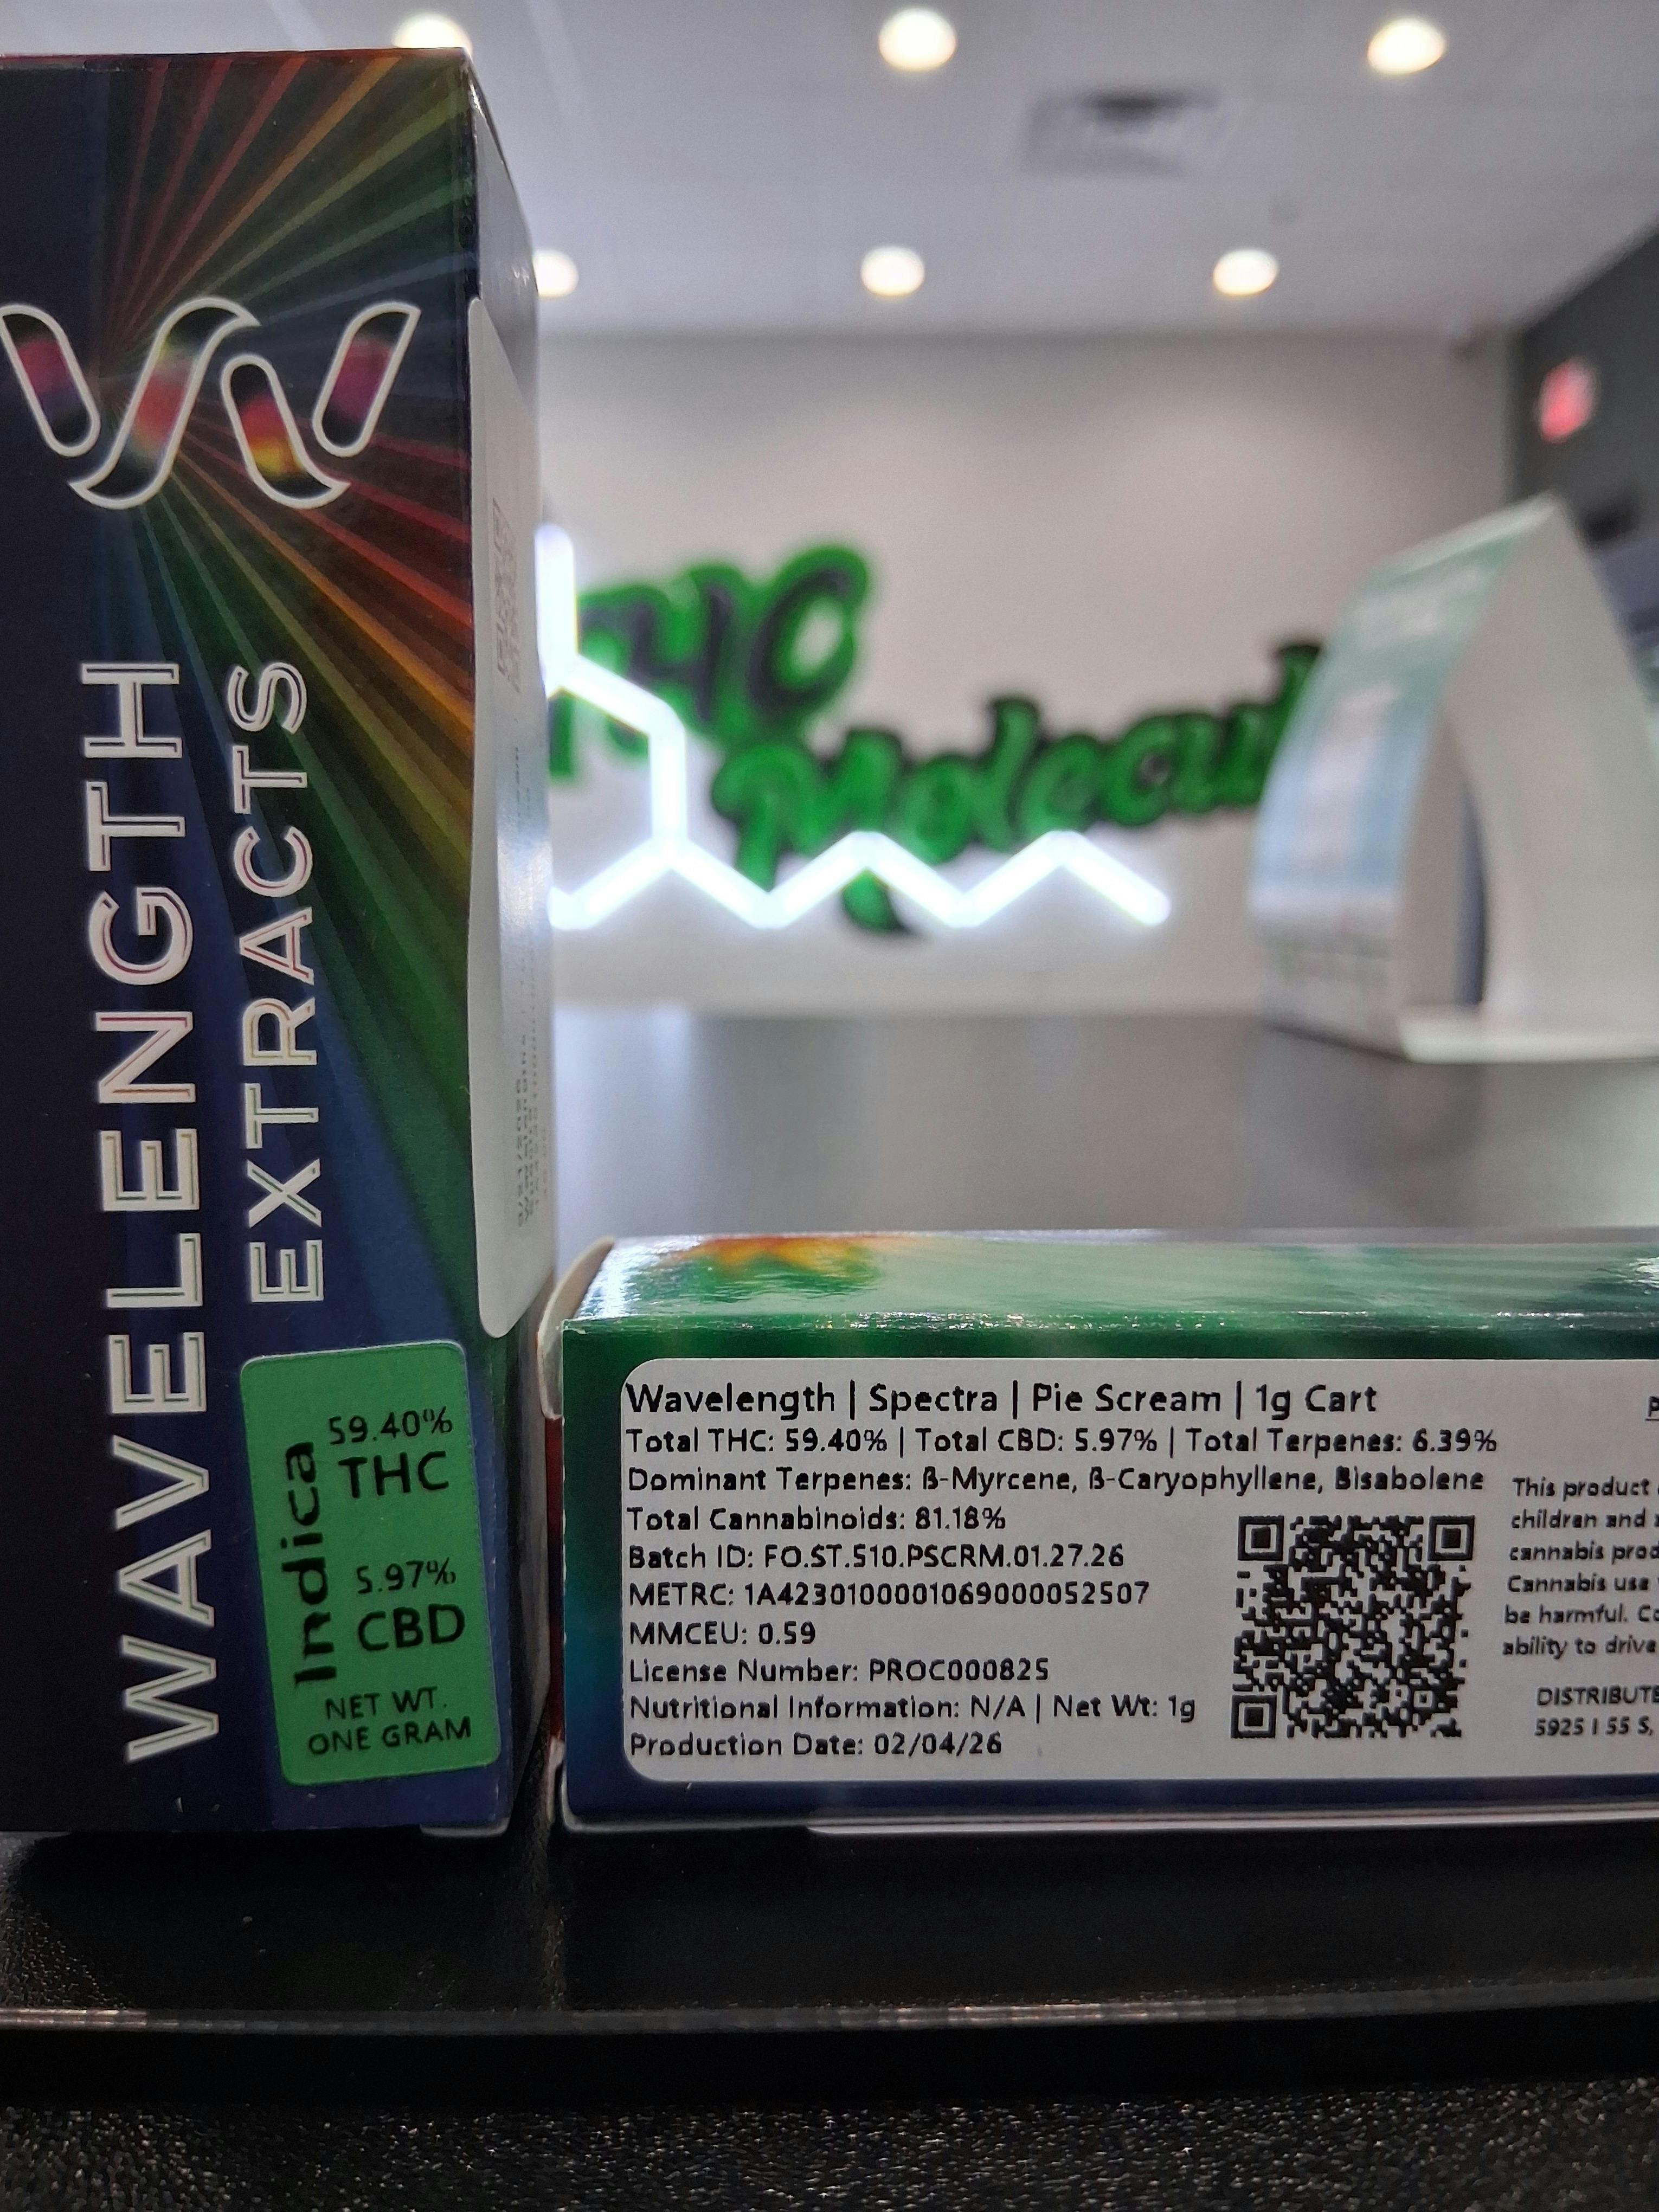 WAVELENGTH
EXTRACTS
Indica
59.40%
THC
5.97%
CBD
NET WT.
ONE GRAM
THC
Molecul
Wavelength | Spectra | Pie Scream | 1g Cart
Total THC: 59.40% | Total CBD: 5.97% | Total Terpenes: 6.39%
Dominant Terpenes: β-Myrcene, β-Caryophyllene, Bisabolene
Total Cannabinoids: 81.18%
Batch ID: FO.ST.510.PSCRM.01.27.26
METRC: 1A4230100001069000052507
MMCEU: 0.59
License Number: PROC000825
Nutritional Information: N/A | Net Wt: 1g
Production Date: 02/04/26
This product
children and
cannabis prod
Cannabis use
be harmful. Co
ability to drive
DISTRIBUTE
5925 I 55 S,